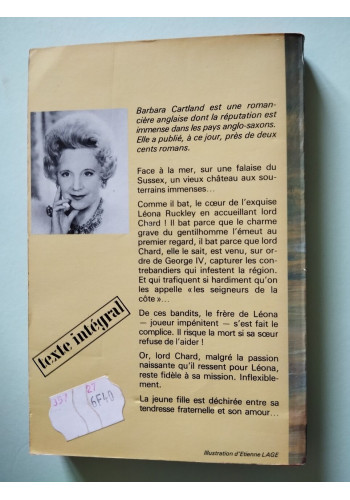 Barbara Cartland est une roman-
cière anglaise dont la réputation est
immense dans les pays anglo-saxons.
Elle a publié, à ce jour, près de deux
cents romans.
Face à la mer, sur une falaise du
Sussex, un vieux château aux sou-
terrains immenses...
Comme il bat, le cœur de l'exquise
Léona Ruckley en accueillant lord
Chard ! Il bat parce que le charme
grave du gentilhomme l'émeut au
premier regard, il bat parce que lord
Chard, elle le sait, est venu, sur or-
dre de George IV, capturer les con-
trebandiers qui infestent la région.
Et qui trafiquent si hardiment qu'on
les appelle « les seigneurs de la
côte »...
De ces bandits, le frère de Léona
— joueur impénitent — s'est fait le
complice. Il risque la mort si sa sœur
refuse de l'aider !
Or, lord Chard, malgré la passion
naissante qu'il ressent pour Léona,
reste fidèle à sa mission. Inflexible-
ment.
La jeune fille est déchirée entre sa
tendresse fraternelle et son amour...
texte intégral
Illustration d'Etienne LAGE